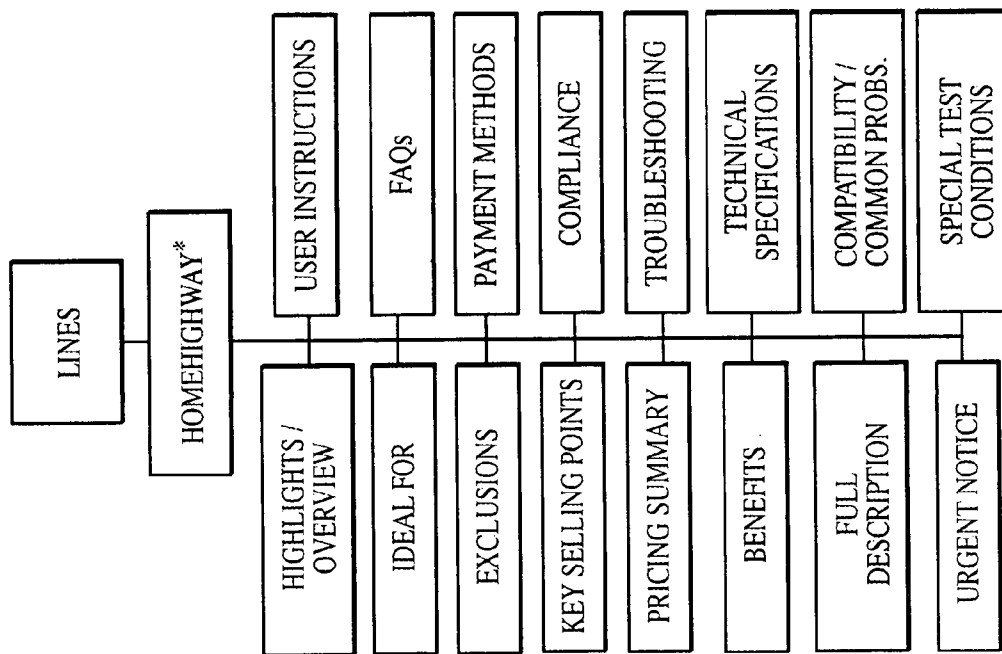 LINES
HOMEHIGHWAY*
HIGHLIGHTS /
OVERVIEW
USER INSTRUCTIONS
IDEAL FOR
FAQs
EXCLUSIONS
PAYMENT METHODS
KEY SELLING POINTS
COMPLIANCE
PRICING SUMMARY
TROUBLESHOOTING
BENEFITS
TECHNICAL
SPECIFICATIONS
FULL
DESCRIPTION
COMPATIBILITY /
COMMON PROBS.
URGENT NOTICE
SPECIAL TEST
CONDITIONS